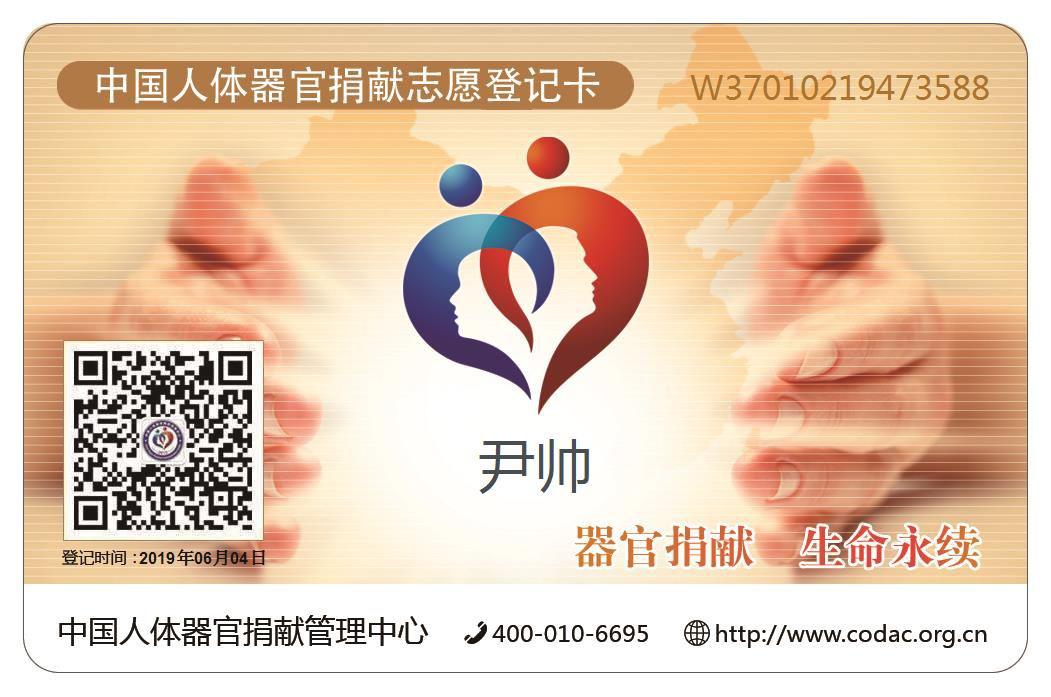 中国人体器官捐献志愿登记卡 W37010219473588
尹帅
器官捐献 生命永续
登记时间：2019年06月04日
中国人体器官捐献管理中心 400-010-6695 http://www.codac.org.cn